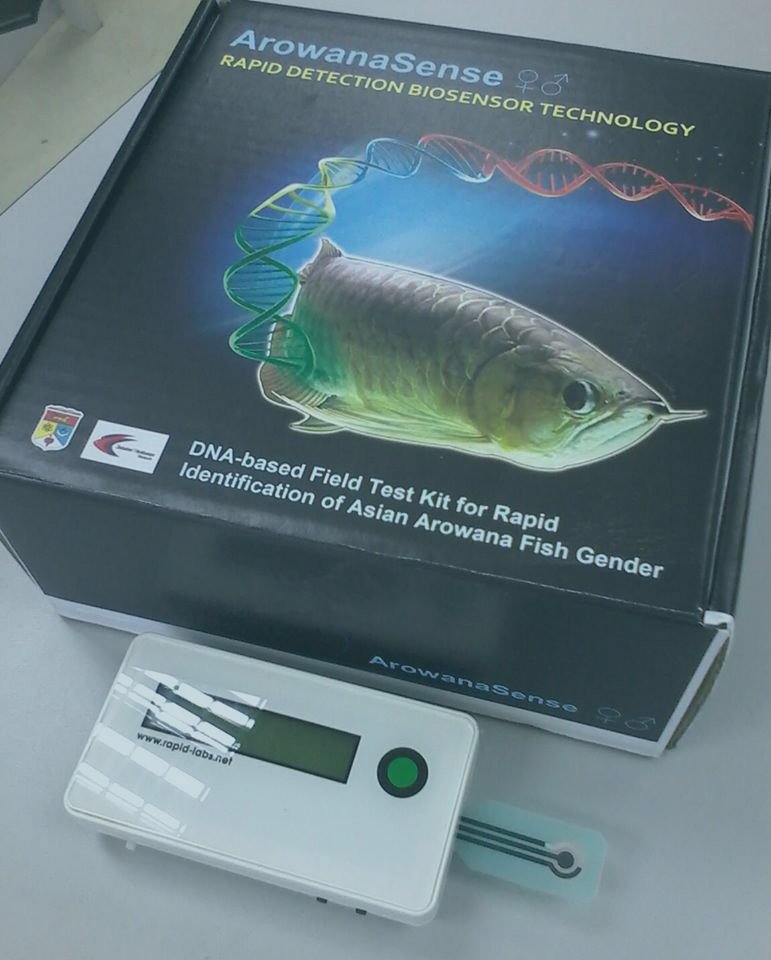 ArowanaSense ♀♂
RAPID DETECTION BIOSENSOR TECHNOLOGY
DNA-based Field Test Kit for Rapid
Identification of Asian Arowana Fish Gender
ArowanaSense ♀♂
www.rapid-labs.net